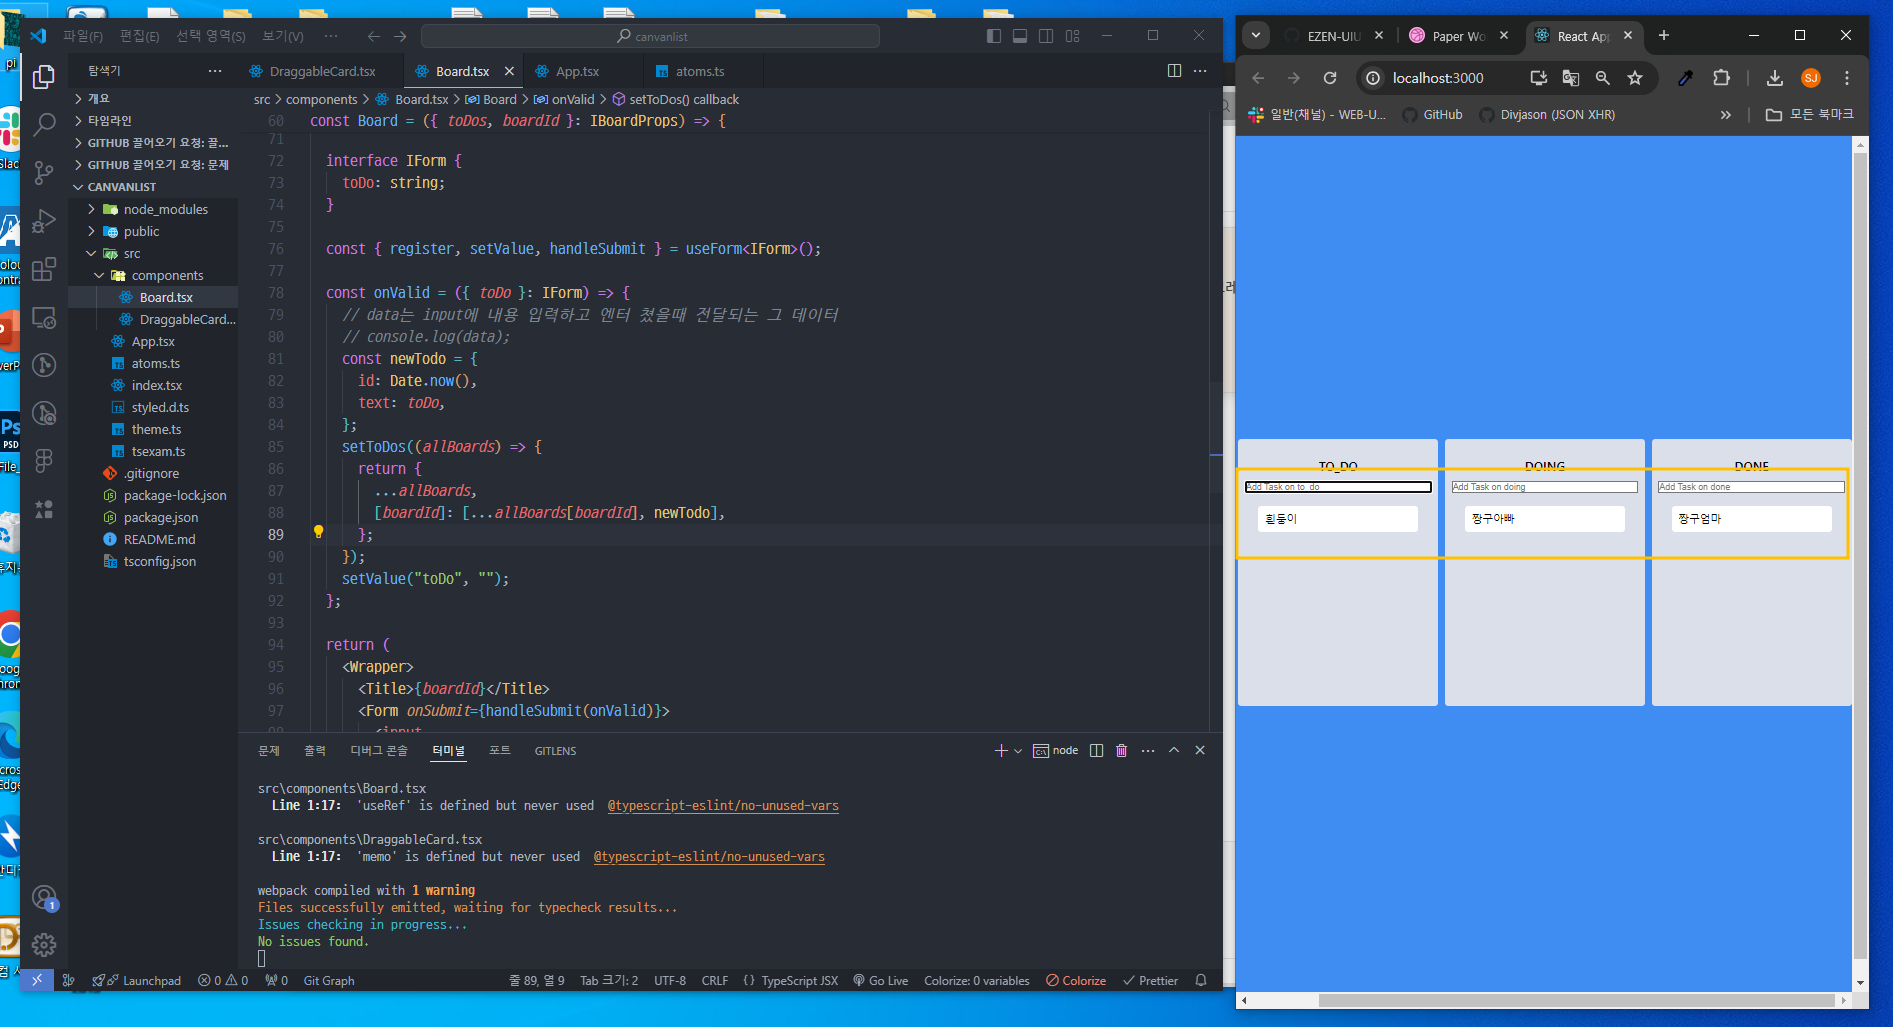 파일(F) 편집(E) 선택 영역(S) 보기(V) ··· canvanlist
탐색기 ···
DraggableCard.tsx Board.tsx App.tsx atoms.ts
src > components > Board.tsx > Board > onValid > setToDos() callback
개요
타임라인
GITHUB 끌어오기 요청: 끌...
GITHUB 끌어오기 요청: 문제
CANVANLIST
node_modules
public
src
components
Board.tsx
DraggableCard...
App.tsx
atoms.ts
index.tsx
styled.d.ts
theme.ts
tsexam.ts
.gitignore
package-lock.json
package.json
README.md
tsconfig.json
60 const Board = ({ toDos, boardId }: IBoardProps) => {
71
72 interface IForm {
73 toDo: string;
74 }
75
76 const { register, setValue, handleSubmit } = useForm<IForm>();
77
78 const onValid = ({ toDo }: IForm) => {
79 // data는 input에 내용 입력하고 엔터 쳤을때 전달되는 그 데이터
80 // console.log(data);
81 const newTodo = {
82 id: Date.now(),
83 text: toDo,
84 };
85 setToDos((allBoards) => {
86 return {
87 ...allBoards,
88 [boardId]: [...allBoards[boardId], newTodo],
89 };
90 });
91 setValue("toDo", "");
92 };
93
94 return (
95 <Wrapper>
96 <Title>{boardId}</Title>
97 <Form onSubmit={handleSubmit(onValid)}>
98 <input
문제 출력 디버그 콘솔 터미널 포트 GITLENS node
src\components\Board.tsx
Line 1:17: 'useRef' is defined but never used @typescript-eslint/no-unused-vars
src\components\DraggableCard.tsx
Line 1:17: 'memo' is defined but never used @typescript-eslint/no-unused-vars
webpack compiled with 1 warning
Files successfully emitted, waiting for typecheck results...
Issues checking in progress...
No issues found.
Launchpad 0 0 0 Git Graph 줄 89, 열 9 Tab 크기: 2 UTF-8 CRLF {} TypeScript JSX Go Live Colorize: 0 variables Colorize Prettier
EZEN-UIU Paper Wo React App
localhost:3000 SJ
일반(채널) - WEB-U... GitHub Divjason (JSON XHR) » 모든 북마크
TO_DO DOING DONE
Add Task on to_do Add Task on doing Add Task on done
흰둥이 짱구아빠 짱구엄마